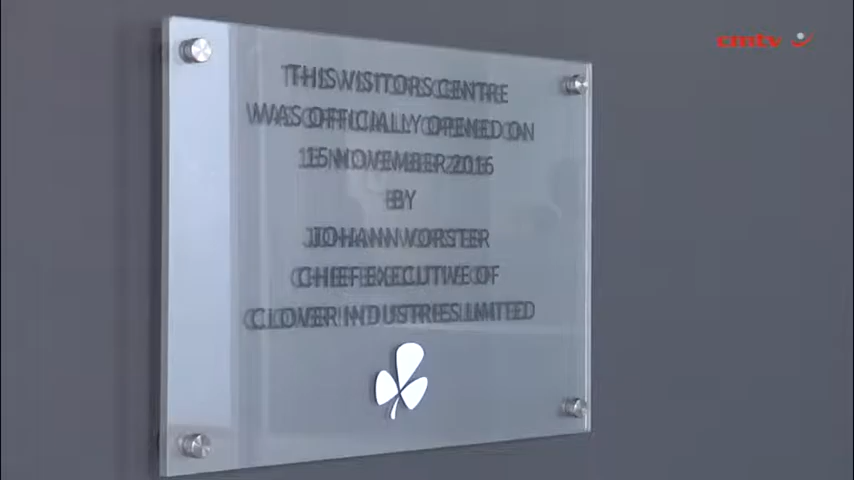 cmtv
THIS VISITORS CENTRE
WAS OFFICIALLY OPENED ON
15 NOVEMBER 2016
BY
JOHANN VORSTER
CHIEF EXECUTIVE OF
CLOVER INDUSTRIES LIMITED